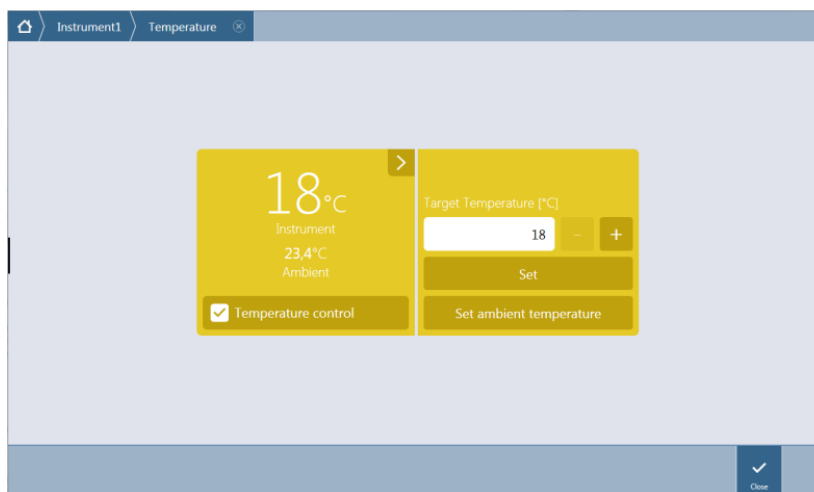 Instrument1
Temperature
18°C
Instrument
23,4°C
Ambient
Temperature control
Target Temperature [°C]
18
-
+
Set
Set ambient temperature
Close